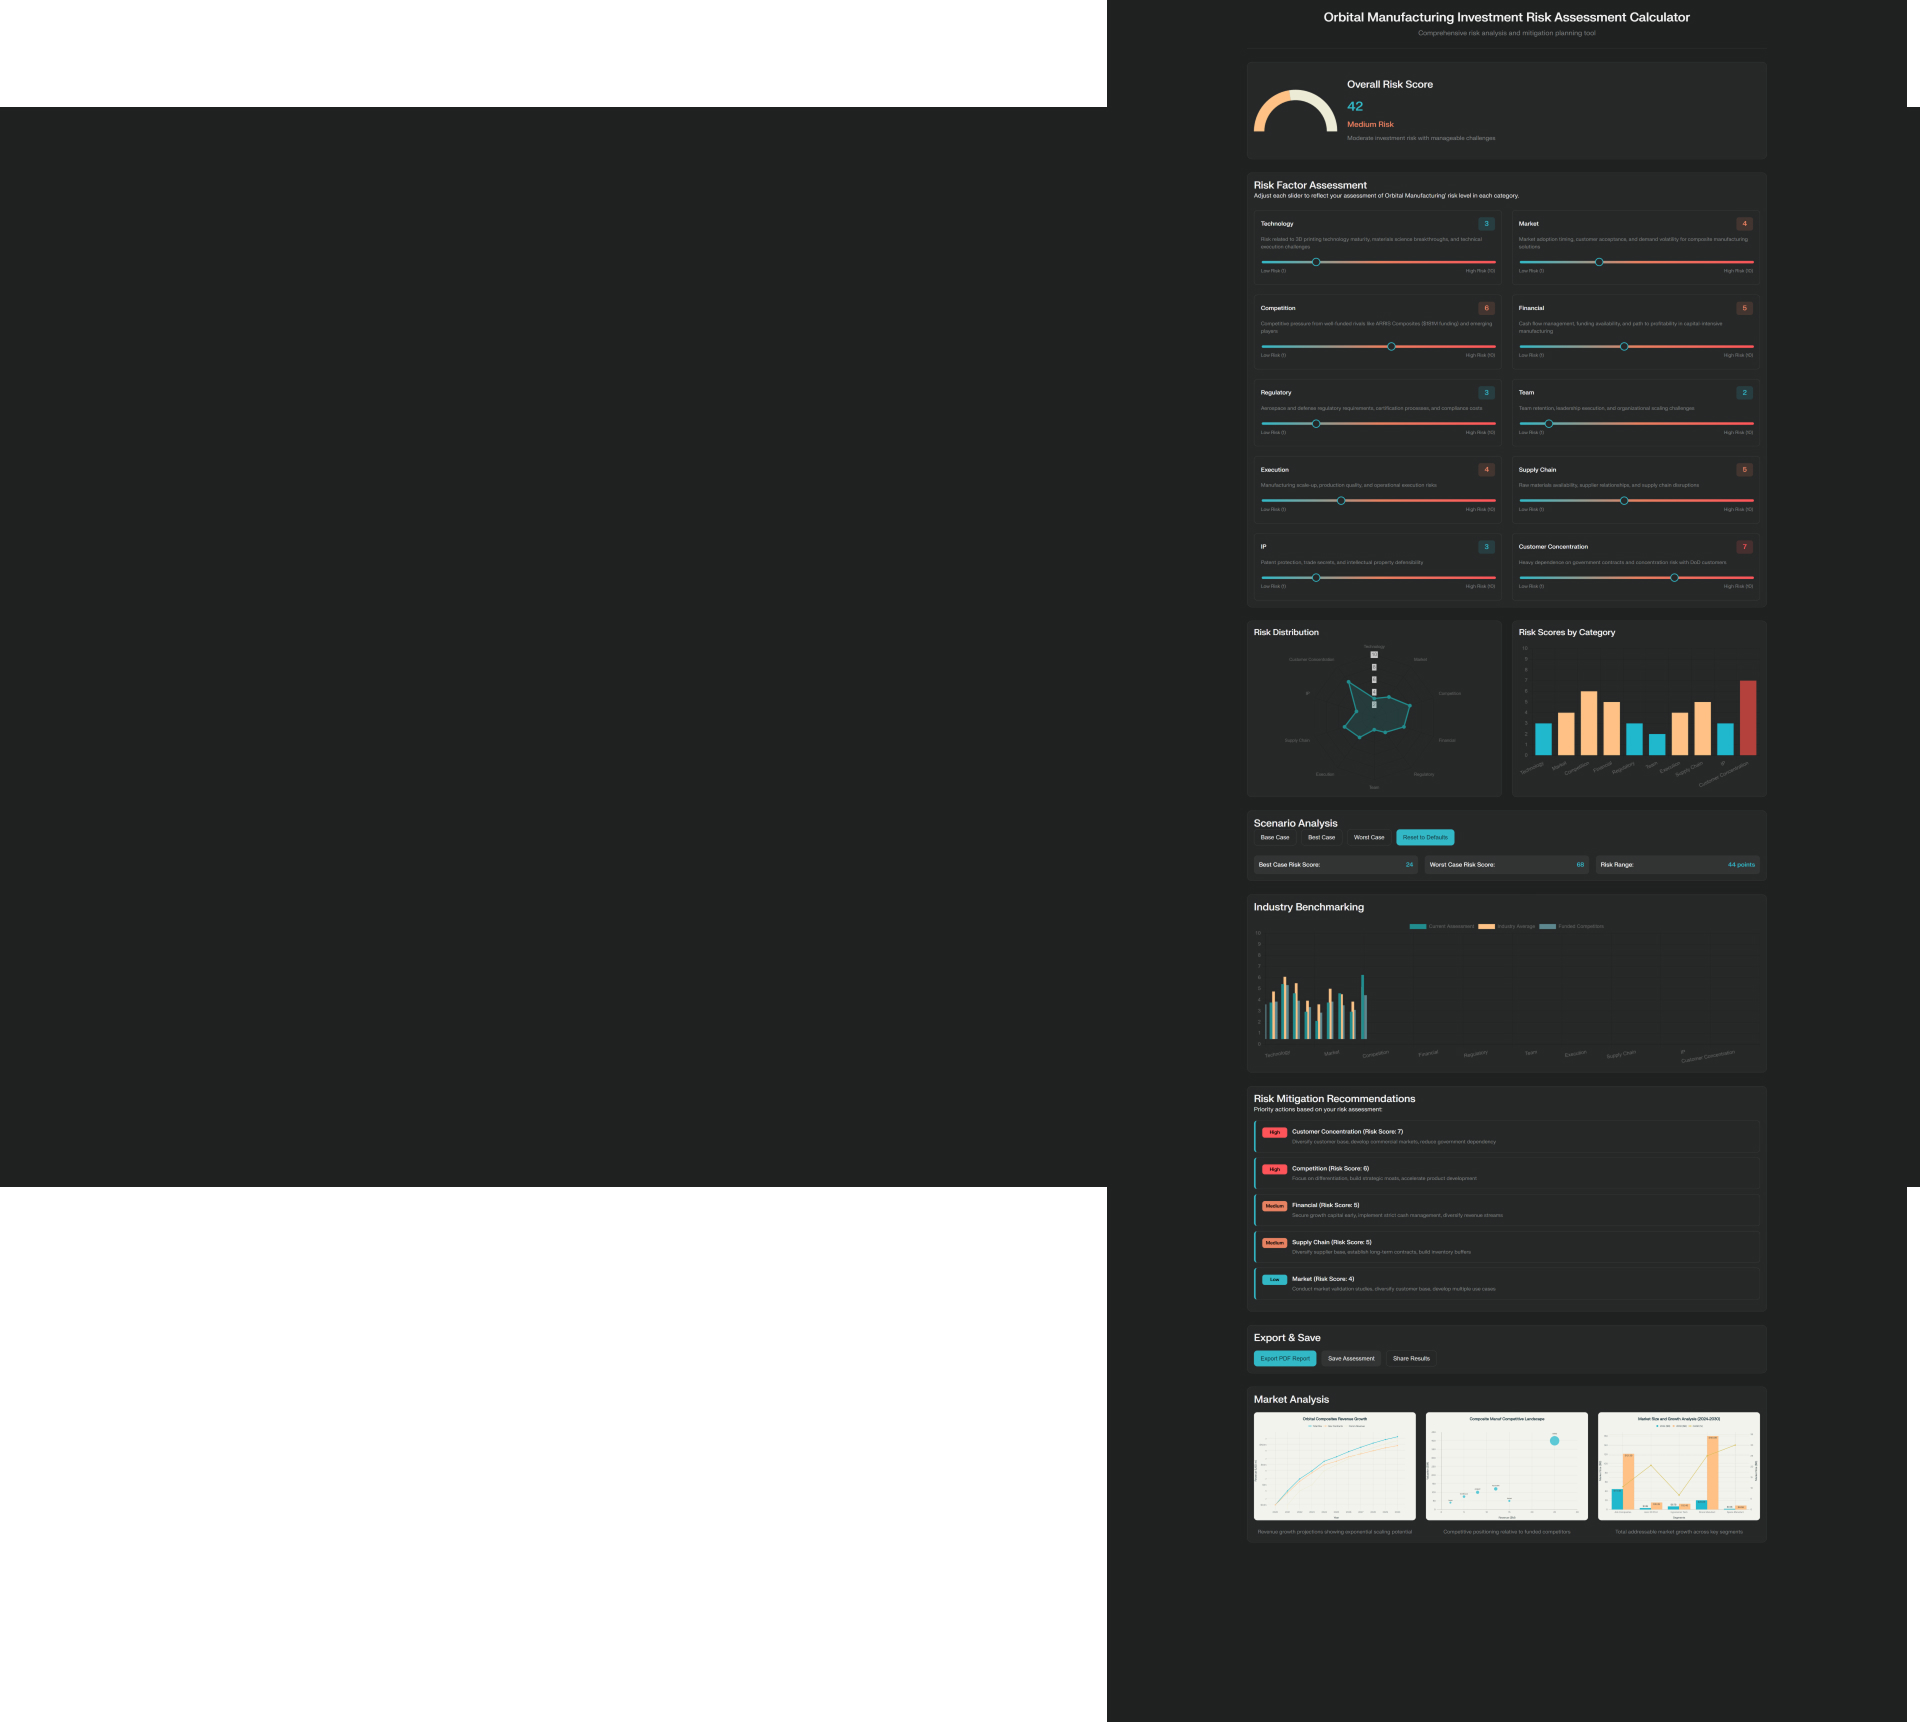 Orbital Manufacturing Investment Risk Assessment Calculator
Comprehensive risk analysis and mitigation planning tool
Overall Risk Score
42
Medium Risk
Moderate investment risk with manageable challenges
Risk Factor Assessment
Adjust each slider to reflect your assessment of Orbital Manufacturing' risk level in each category.
Technology
3
Risk related to 3D printing technology maturity, materials science breakthroughs, and technical
execution challenges
Low Risk (1)
High Risk (10)
Market
4
Market adoption timing, customer acceptance, and demand volatility for composite manufacturing
solutions
Low Risk (1)
High Risk (10)
Competition
6
Competitive pressure from well-funded rivals like ARRIS Composites ($151M funding) and emerging
players
Low Risk (1)
High Risk (10)
Financial
5
Cash flow management, funding availability, and path to profitability in capital intensive
manufacturing
Low Risk (1)
High Risk (10)
Regulatory
3
Aerospace and defense regulatory requirements, certification processes, and compliance costs
Low Risk (1)
High Risk (10)
Team
2
Team retention, leadership execution, and organizational scaling challenges
Low Risk (1)
High Risk (10)
Execution
4
Manufacturing scale-up, production quality, and operational execution risks
Low Risk (1)
High Risk (10)
Supply Chain
5
Raw materials availability, supplier relationships, and supply chain disruptions
Low Risk (1)
High Risk (10)
IP
3
Patent protection, trade secrets, and intellectual property defensibility
Low Risk (1)
High Risk (10)
Customer Concentration
7
Heavy dependence on government contracts and concentration risk with DoD customers
Low Risk (1)
High Risk (10)
Risk Distribution
Technology
Market
Competition
Financial
Regulatory
Team
Execution
Supply Chain
IP
Customer Concentration
Risk Scores by Category
10
9
8
7
6
5
4
3
2
1
0
Technology
Market
Competition
Financial
Regulatory
Team
Execution
Supply Chain
IP
Customer Concentration
Scenario Analysis
Base Case
Best Case
Worst Case
Reset to Defaults
Best Case Risk Score:
24
Worst Case Risk Score:
68
Risk Range:
44 points
Industry Benchmarking
Current Assessment
Industry Average
Funded Competitors
10
9
8
7
6
5
4
3
2
1
0
Technology
Market
Competition
Financial
Regulatory
Team
Execution
Supply Chain
IP
Customer Concentration
Risk Mitigation Recommendations
Priority actions based on your risk assessment:
High
Customer Concentration (Risk Score: 7)
Diversify customer base, develop commercial markets, reduce government dependency
High
Competition (Risk Score: 6)
Focus on differentiation, build strategic moats, accelerate product development
Medium
Financial (Risk Score: 5)
Secure growth capital early, implement strict cash management, diversify revenue streams
Medium
Supply Chain (Risk Score: 5)
Diversify supplier base, establish long-term contracts, build inventory buffers
Low
Market (Risk Score: 4)
Conduct market validation studies, diversify customer base, develop multiple use cases
Export & Save
Export PDF Report
Save Assessment
Share Results
Market Analysis
Orbital Composites Revenue Growth
Composite Manuf Competitive Landscape
Market Size and Growth Analysis (2024-2030)
Revenue growth projections showing exponential scaling potential
Competitive positioning relative to funded competitors
Total addressable market growth across key segments